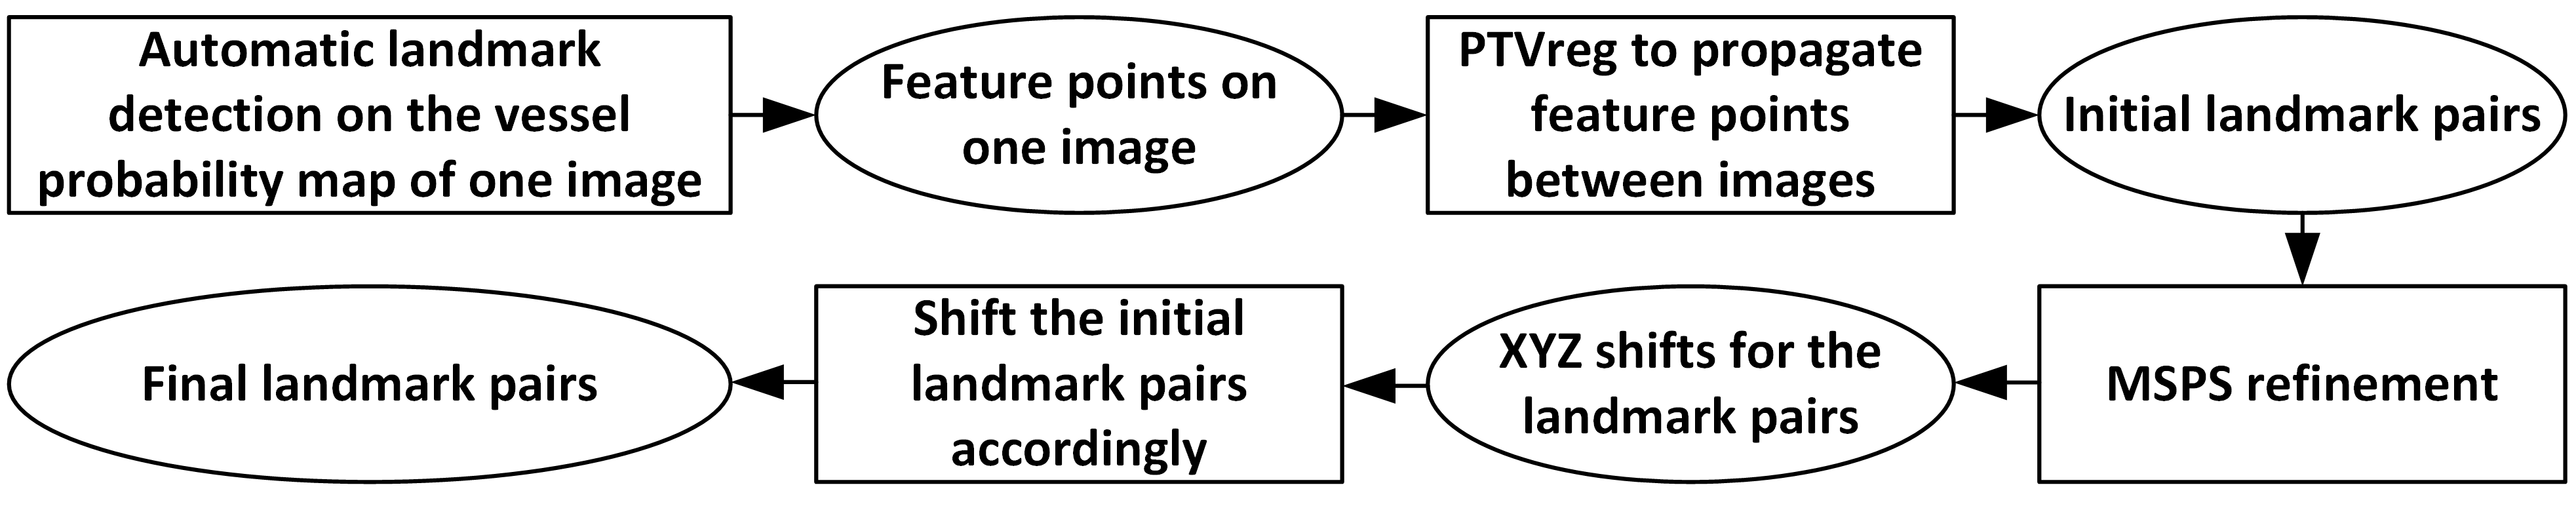 Automatic landmark
detection on the vessel
probability map of one image
Feature points on
one image
PTVreg to propagate
feature points
between images
Initial landmark pairs
MSPS refinement
XYZ shifts for the
landmark pairs
Shift the initial
landmark pairs
accordingly
Final landmark pairs